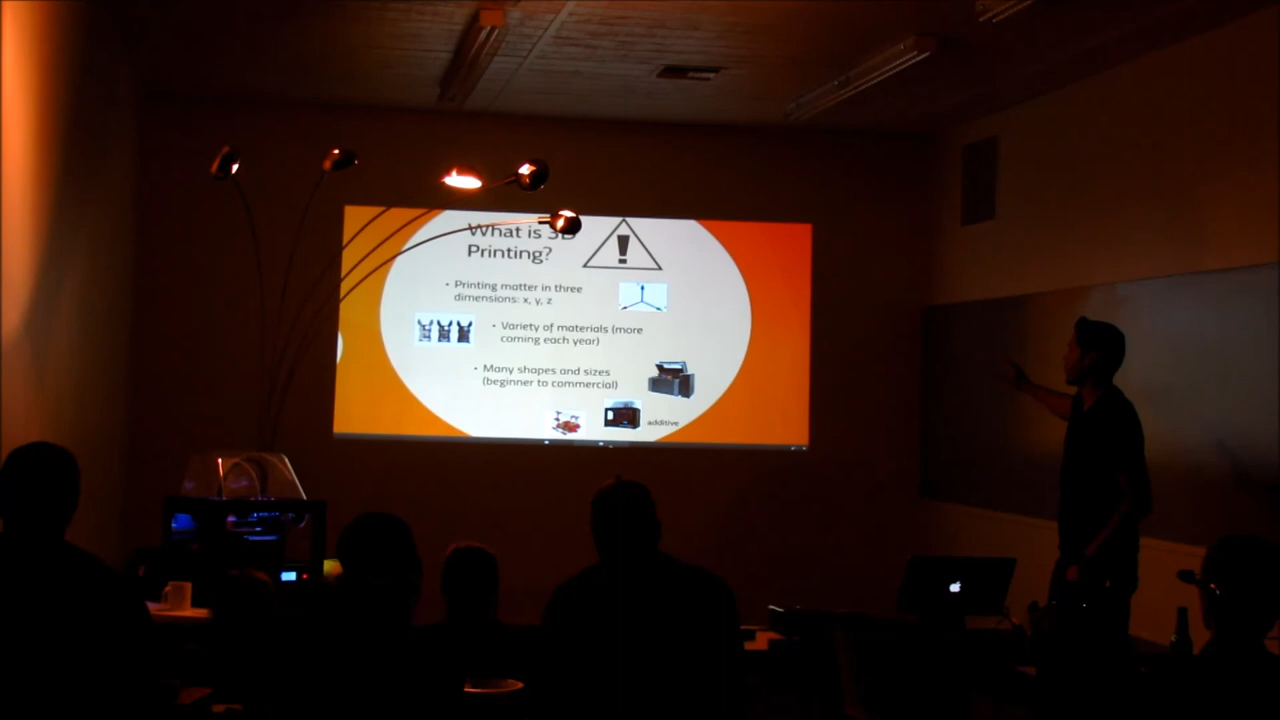 What is 3D
Printing?
• Printing matter in three
dimensions: x, y, z
• Variety of materials (more
coming each year)
• Many shapes and sizes
(beginner to commercial)
additive